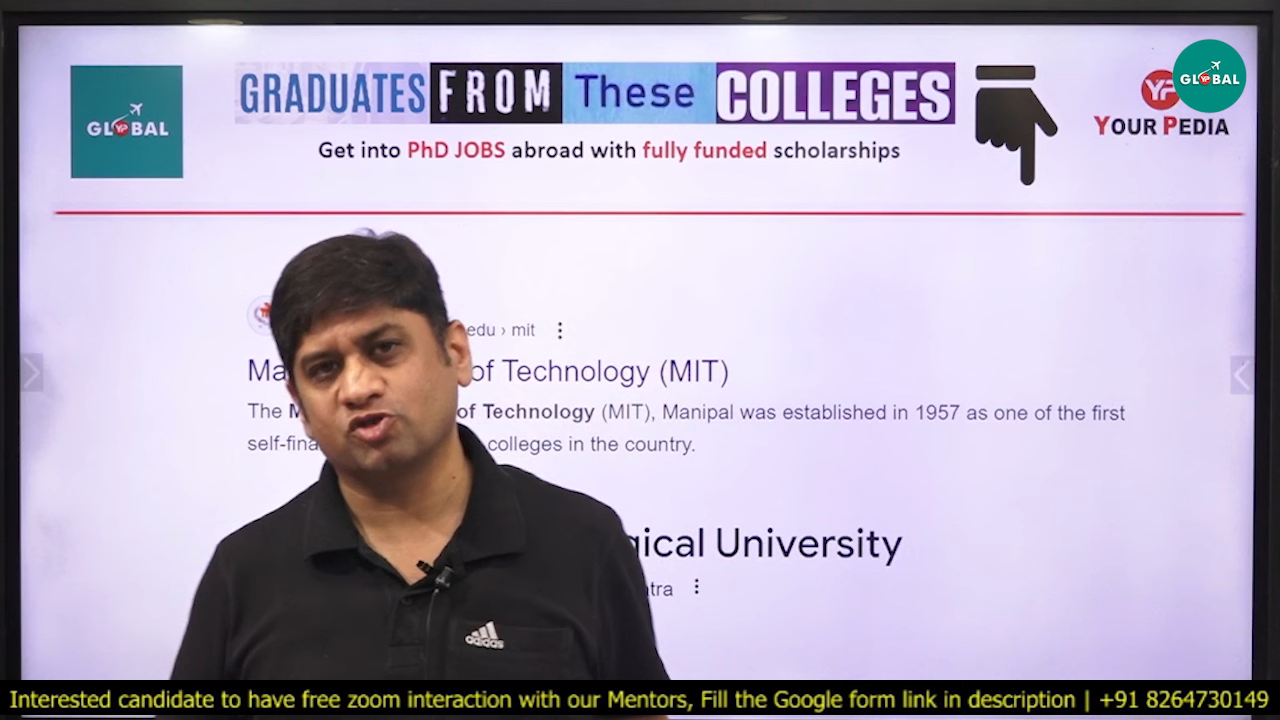 GRADUATES FROM These COLLEGES
Get into PhD JOBS abroad with fully funded scholarships
GLOBAL
YP
YOUR PEDIA
GLOBAL
edu › mit
Ma of Technology (MIT)
The M of Technology (MIT), Manipal was established in 1957 as one of the first
self-fina colleges in the country.
gical University
tra
adidas
Interested candidate to have free zoom interaction with our Mentors, Fill the Google form link in description | +91 8264730149